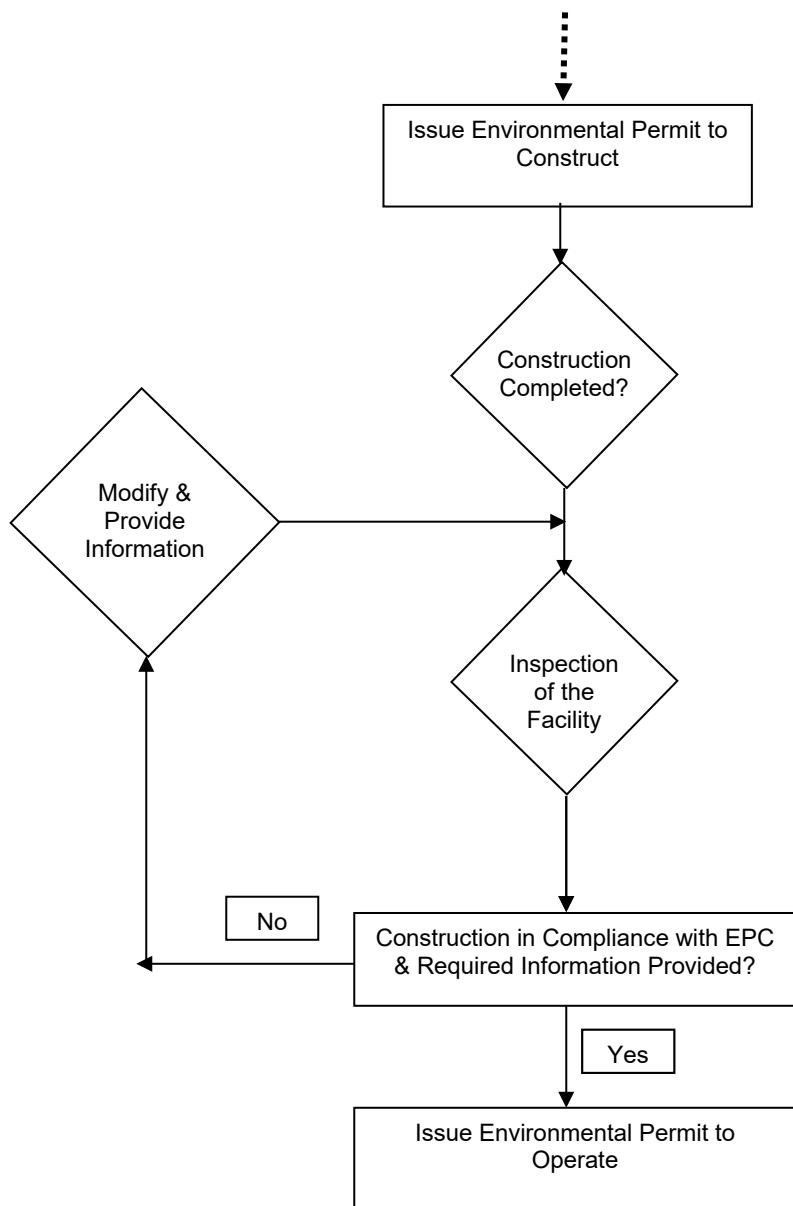 Issue Environmental Permit to
Construct
Construction
Completed?
Modify &
Provide
Information
Inspection
of the
Facility
No
Construction in Compliance with EPC
& Required Information Provided?
Yes
Issue Environmental Permit to
Operate